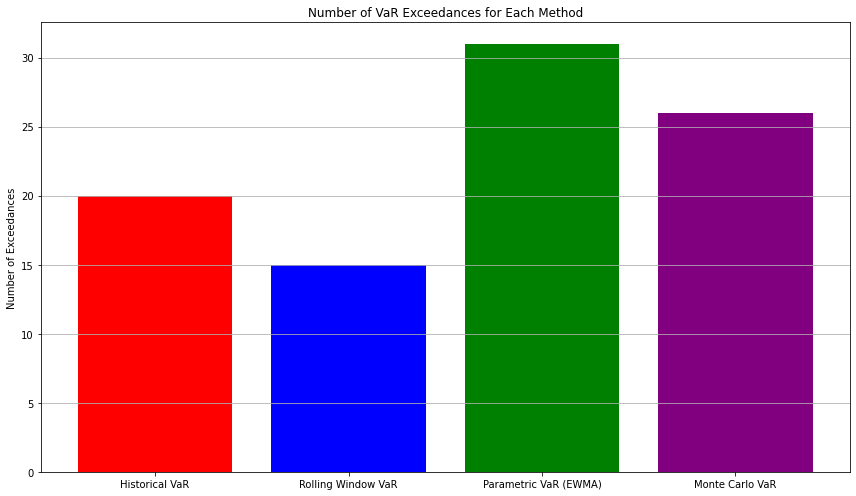 Number of VaR Exceedances for Each Method
Number of Exceedances
30
25
20
15
10
5
0
Historical VaR
Rolling Window VaR
Parametric VaR (EWMA)
Monte Carlo VaR